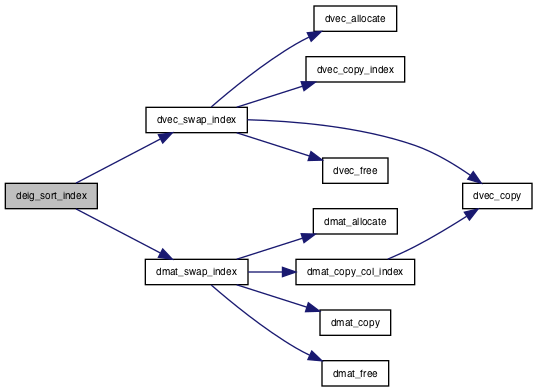 dvec_allocate
dvec_copy_index
dvec_swap_index
dvec_free
deig_sort_index
dvec_copy
dmat_allocate
dmat_swap_index
dmat_copy_col_index
dmat_copy
dmat_free